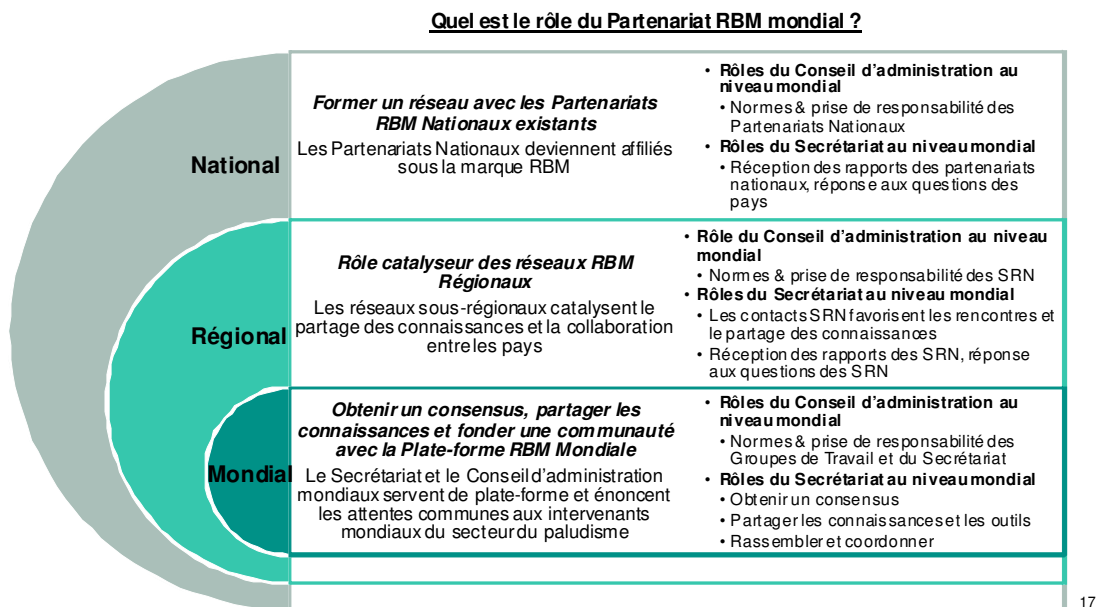 Quel est le rôle du Partenariat RBM mondial ?
National
Former un réseau avec les Partenariats
RBM Nationaux existants
Les Partenariats Nationaux deviennent affiliés
sous la marque RBM
• Rôles du Conseil d'administration au
niveau mondial
• Normes & prise de responsabilité des
Partenariats Nationaux
• Rôles du Secrétariat au niveau mondial
• Réception des rapports des partenariats
nationaux, réponse aux questions des
pays
Régional
Rôle catalyseur des réseaux RBM
Régionaux
Les réseaux sous-régionaux catalysent le
partage des connaissances et la collaboration
entre les pays
• Rôle du Conseil d'administration au niveau
mondial
• Normes & prise de responsabilité des SRN
• Rôles du Secrétariat au niveau mondial
• Les contacts SRN favorisent les rencontres et
le partage des connaissances
• Réception des rapports des SRN, réponse
aux questions des SRN
Mondial
Obtenir un consensus, partager les
connaissances et fonder une communauté
avec la Plate-forme RBM Mondiale
Le Secrétariat et le Conseil d'administration
mondiaux servent de plate-forme et énoncent
les attentes communes aux intervenants
mondiaux du secteur du paludisme
• Rôles du Conseil d'administration au
niveau mondial
• Normes & prise de responsabilité des
Groupes de Travail et du Secrétariat
• Rôles du Secrétariat au niveau mondial
• Obtenir un consensus
• Partager les connaissances et les outils
• Rassembler et coordonner
17